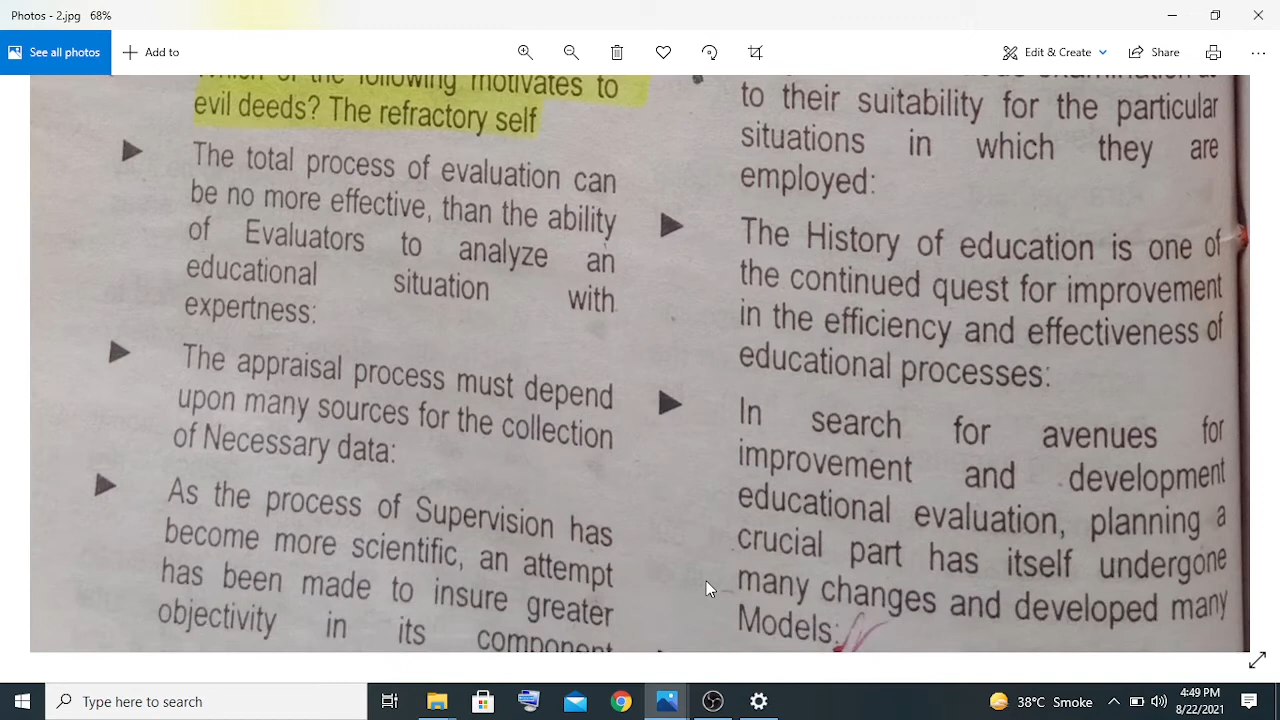 Photos - 2.jpg 68%
See all photos
Add to
Edit & Create
Share
Which of the following motivates to
evil deeds? The refractory self
The total process of evaluation can
be no more effective, than the ability
of Evaluators to analyze an
educational situation with
expertness:
The appraisal process must depend
upon many sources for the collection
of Necessary data:
As the process of Supervision has
become more scientific, an attempt
has been made to insure greater
objectivity in its component
to their suitability for the particular
situations in which they are
employed:
The History of education is one of
the continued quest for improvement
in the efficiency and effectiveness of
educational processes:
In search for avenues for
improvement and development
educational evaluation, planning a
crucial part has itself undergone
many changes and developed many
Models:
Type here to search
38°C Smoke
4:49 PM
8/22/2021